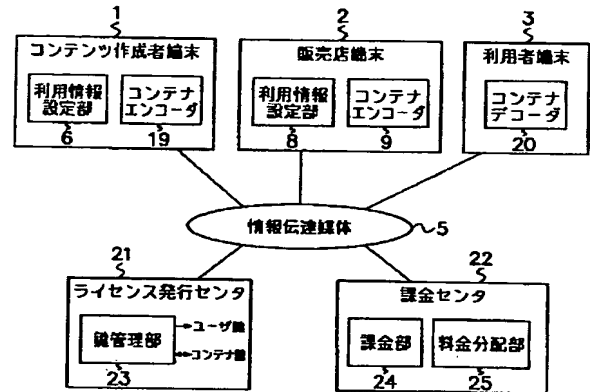 1
コンテンツ作成者端末
利用情報
設定部
6
コンテナ
エンコーダ
19
2
販売店端末
利用情報
設定部
8
コンテナ
エンコーダ
9
3
利用者端末
コンテナ
デコーダ
20
情報伝達媒体
5
21
ライセンス発行センタ
鍵管理部
ユーザ鍵
コンテナ鍵
23
22
課金センタ
課金部
24
料金分配部
25